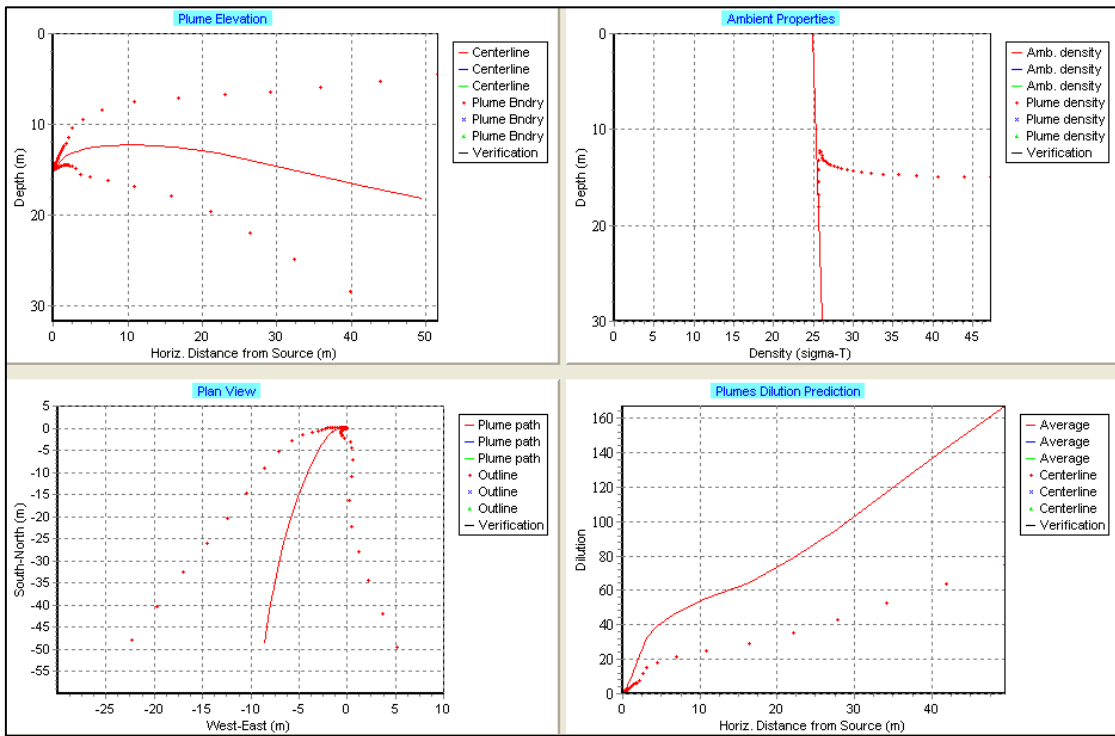 Plume Elevation
0
10
20
30
Depth (m)
0
10
20
30
40
50
Horiz. Distance from Source (m)
Centerline
Centerline
Centerline
Plume Bndry
Plume Bndry
Plume Bndry
Verification
Ambient Properties
0
10
20
30
Depth (m)
0
5
10
15
20
25
30
35
40
45
Density (sigma-T)
Amb. density
Amb. density
Amb. density
Plume density
Plume density
Plume density
Verification
Plan View
5
0
-5
-10
-15
-20
-25
-30
-35
-40
-45
-50
-55
South-North (m)
-25
-20
-15
-10
-5
0
5
10
West-East (m)
Plume path
Plume path
Plume path
Outline
Outline
Outline
Verification
Plumes Dilution Prediction
160
140
120
100
80
60
40
20
0
Dilution
0
10
20
30
40
Horiz. Distance from Source (m)
Average
Average
Average
Centerline
Centerline
Centerline
Verification